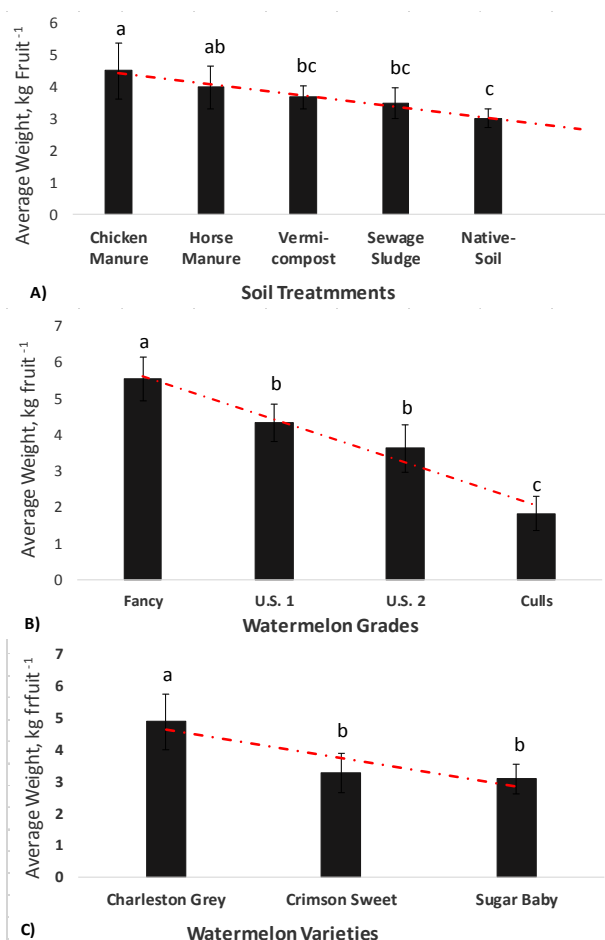 Average Weight, kg Fruit -1
6
5
4
3
2
1
0
a
ab
bc
bc
c
Chicken Manure
Horse Manure
Vermi-compost
Sewage Sludge
Native-Soil
A)
Soil Treatmments
Average Weight, kg fruit -1
7
6
5
4
3
2
1
0
a
b
b
c
Fancy
U.S. 1
U.S. 2
Culls
B)
Watermelon Grades
Average Weight, kg frfuit -1
7
6
5
4
3
2
1
0
a
b
b
Charleston Grey
Crimson Sweet
Sugar Baby
C)
Watermelon Varieties